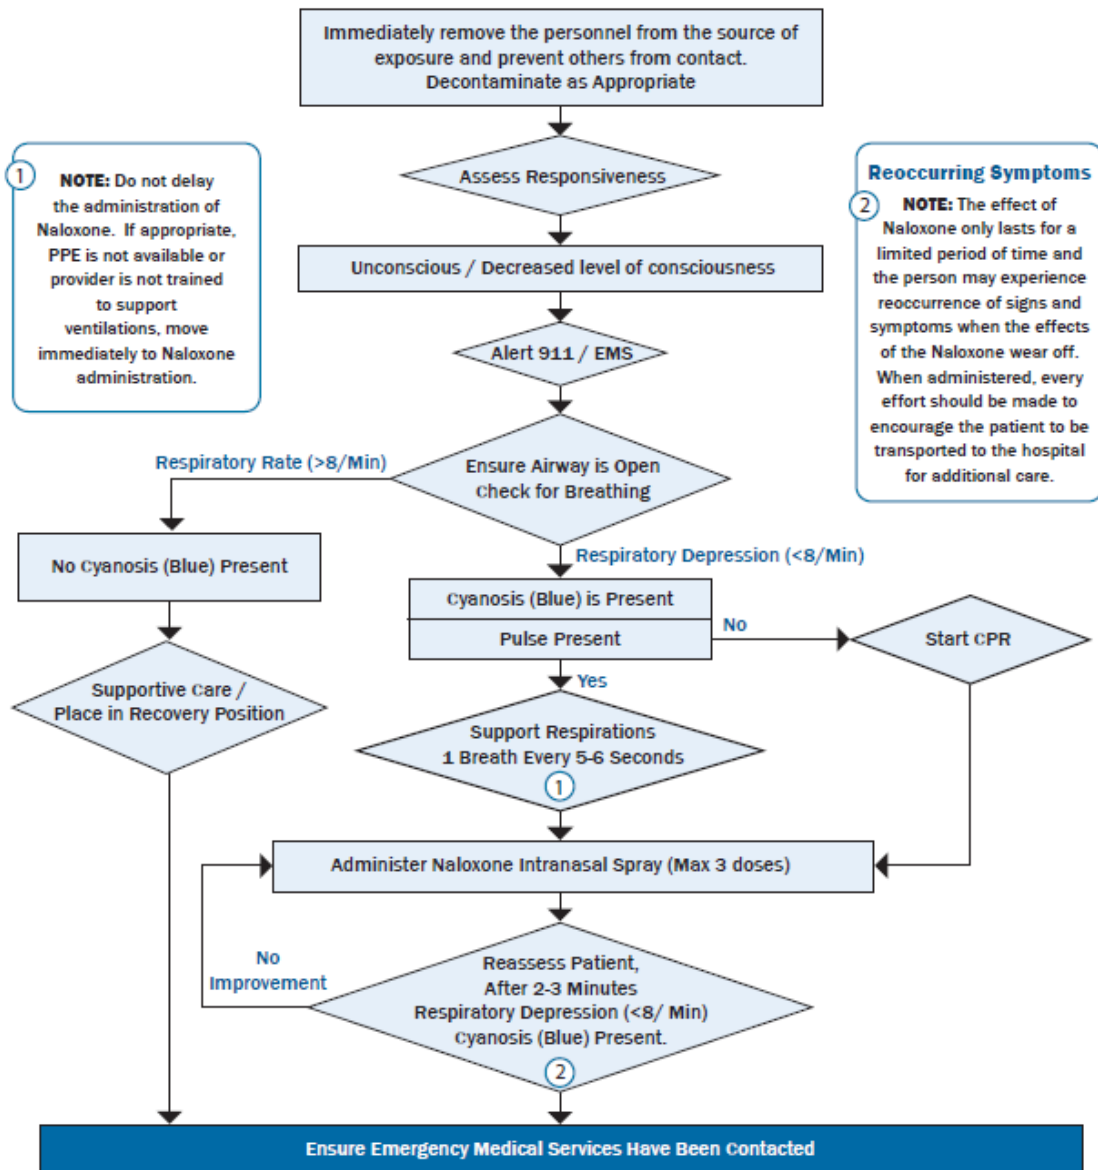 Immediately remove the personnel from the source of
exposure and prevent others from contact.
Decontaminate as Appropriate
Assess Responsiveness
1
NOTE: Do not delay
the administration of
Naloxone. If appropriate,
PPE is not available or
provider is not trained
to support
ventilations, move
immediately to Naloxone
administration.
Reoccurring Symptoms
2
NOTE: The effect of
Naloxone only lasts for a
limited period of time and
the person may experience
reoccurrence of signs and
symptoms when the effects
of the Naloxone wear off.
When administered, every
effort should be made to
encourage the patient to be
transported to the hospital
for additional care.
Unconscious / Decreased level of consciousness
Alert 911 / EMS
Ensure Airway is Open
Check for Breathing
Respiratory Rate (>8/Min)
No Cyanosis (Blue) Present
Supportive Care /
Place in Recovery Position
Respiratory Depression (<8/Min)
Cyanosis (Blue) is Present
Pulse Present
No
Start CPR
Yes
Support Respirations
1 Breath Every 5-6 Seconds
1
Administer Naloxone Intranasal Spray (Max 3 doses)
No
Improvement
Reassess Patient,
After 2-3 Minutes
Respiratory Depression (<8/ Min)
Cyanosis (Blue) Present.
2
Ensure Emergency Medical Services Have Been Contacted